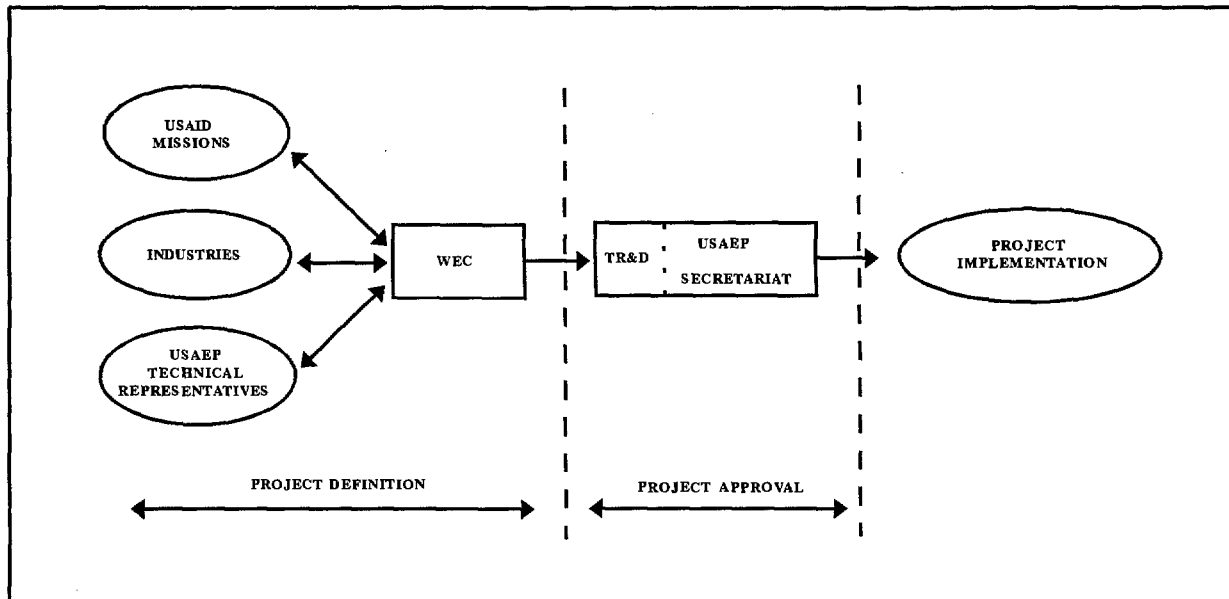 USAID
MISSIONS
INDUSTRIES
USAEP
TECHNICAL
REPRESENTATIVES
WEC
TR&D
USAEP
SECRETARIAT
PROJECT
IMPLEMENTATION
PROJECT DEFINITION
PROJECT APPROVAL